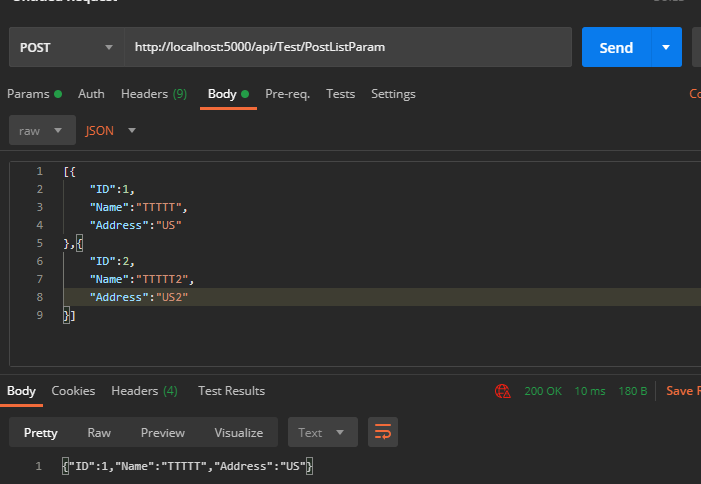 POST http://localhost:5000/api/Test/PostListParam Send
Params Auth Headers (9) Body Pre-req. Tests Settings
raw JSON
1 [{
2 "ID":1,
3 "Name":"TTTTT",
4 "Address":"US"
5 },{
6 "ID":2,
7 "Name":"TTTTT2",
8 "Address":"US2"
9 }]
Body Cookies Headers (4) Test Results 200 OK 10 ms 180 B Save
Pretty Raw Preview Visualize Text
1 {"ID":1,"Name":"TTTTT","Address":"US"}